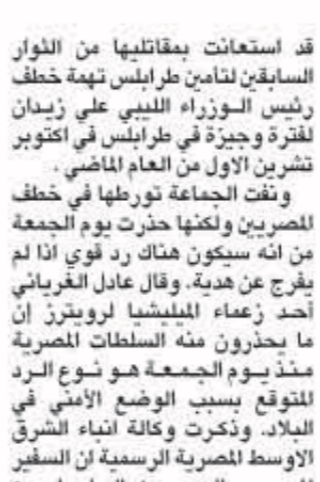 قد استعانت بمقاتليها من الثوار
السابقين لتامين طرابلس تهمة خطف
رئيس الوزراء الليبي علي زيدان
لفترة وجيزة في طرابلس في اكتوبر
تشرين الاول من العام الماضي .
ونفت الجماعة تورطها في خطف
المصريين ولكنها حذرت يوم الجمعة
من انه سيكون هناك رد قوي اذا لم
يفرج عن هدية. وقال عادل الغرياني
أحد زعماء الميليشيا لرويترز إن
ما يحذرون منه السلطات المصرية
منذ يوم الجمعة هو نوع الرد
المتوقع بسبب الوضع الأمني في
البلاد. وذكرت وكالة انباء الشرق
الاوسط المصرية الرسمية ان السفير